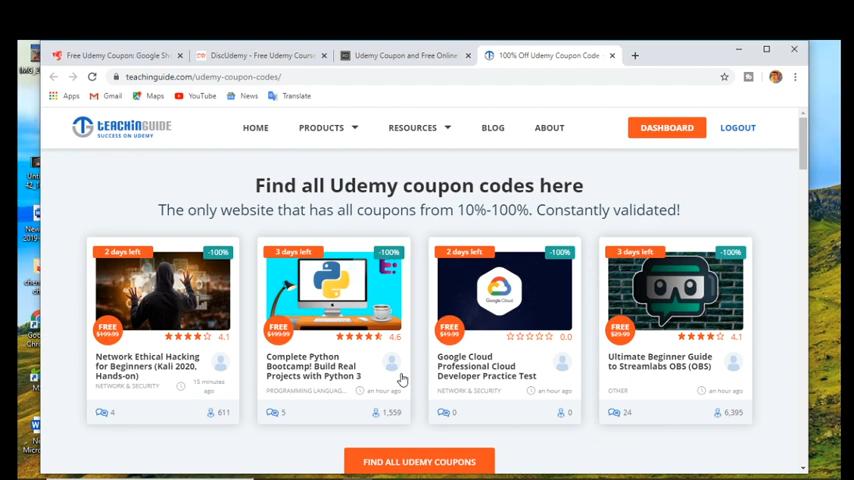 Free Udemy Coupon: Google Sh
DiscUdemy - Free Udemy Course
Udemy Coupon and Free Online
100% Off Udemy Coupon Code
teachinguide.com/udemy-coupon-codes/
Apps
Gmail
Maps
YouTube
News
Translate
TEACHINGUIDE
SUCCESS ON UDEMY
HOME
PRODUCTS
RESOURCES
BLOG
ABOUT
DASHBOARD
LOGOUT
Find all Udemy coupon codes here
The only website that has all coupons from 10%-100%. Constantly validated!
2 days left
-100%
FREE
$199.99
4.1
Network Ethical Hacking
for Beginners (Kali 2020,
Hands-on)
NETWORK & SECURITY
15 minutes
ago
4
611
3 days left
-100%
FREE
$199.99
4.6
Complete Python
Bootcamp! Build Real
Projects with Python 3
PROGRAMMING LANGUAG...
an hour ago
5
1,559
2 days left
-100%
Google Cloud
FREE
$19.99
0.0
Google Cloud
Professional Cloud
Developer Practice Test
NETWORK & SECURITY
an hour ago
0
0
3 days left
-100%
FREE
$29.99
4.1
Ultimate Beginner Guide
to Streamlabs OBS (OBS)
OTHER
an hour ago
24
6,395
FIND ALL UDEMY COUPONS